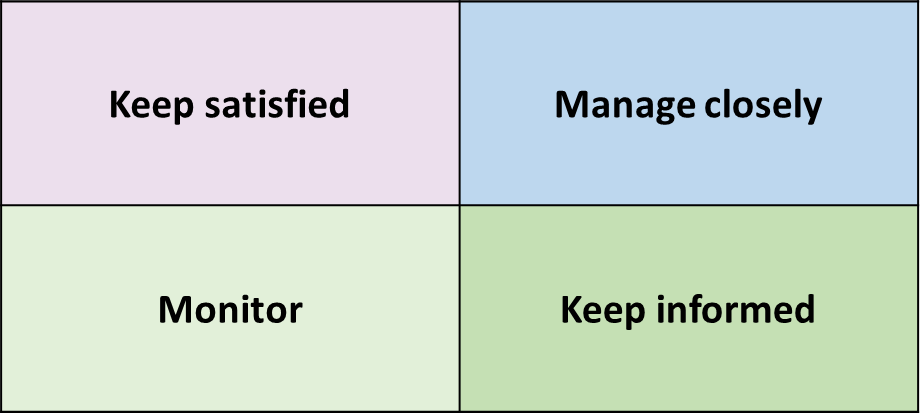 Keep satisfied
Manage closely
Monitor
Keep informed